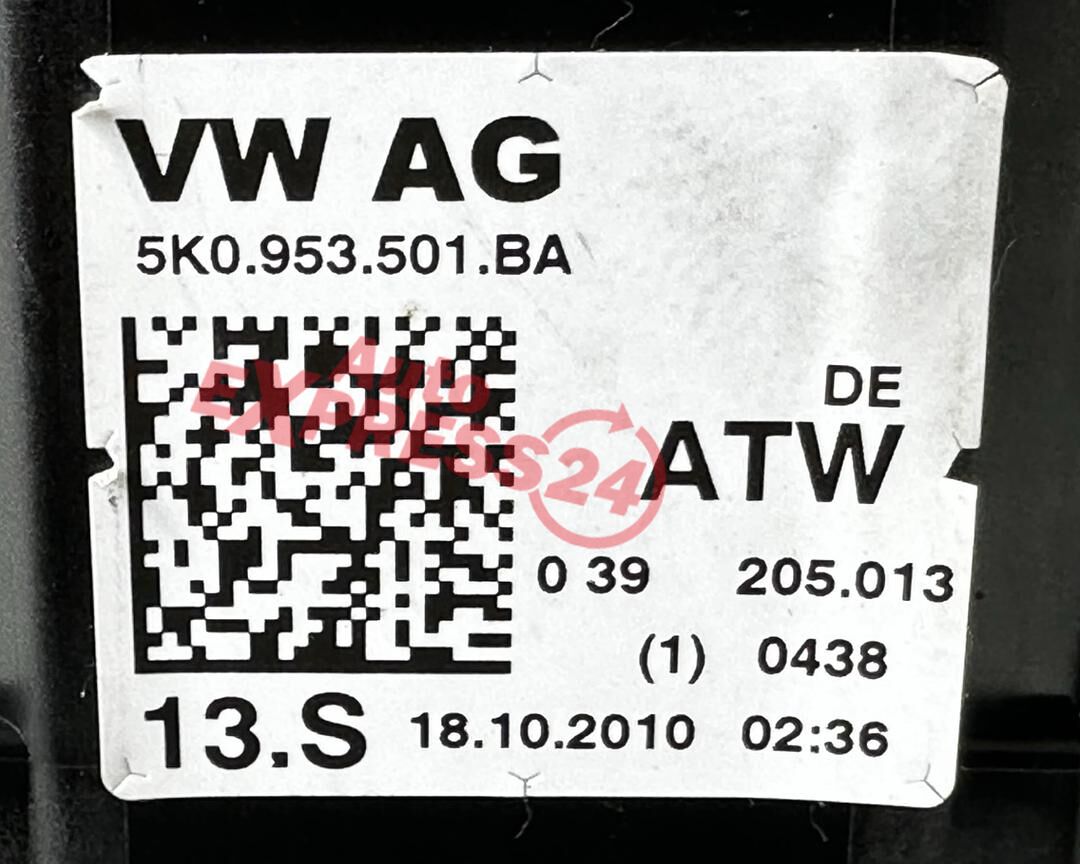 VW AG
5K0.953.501.BA
Auto
EXPRESS24
DE
ATW
0 39 205.013
(1) 0438
13.S 18.10.2010 02:36